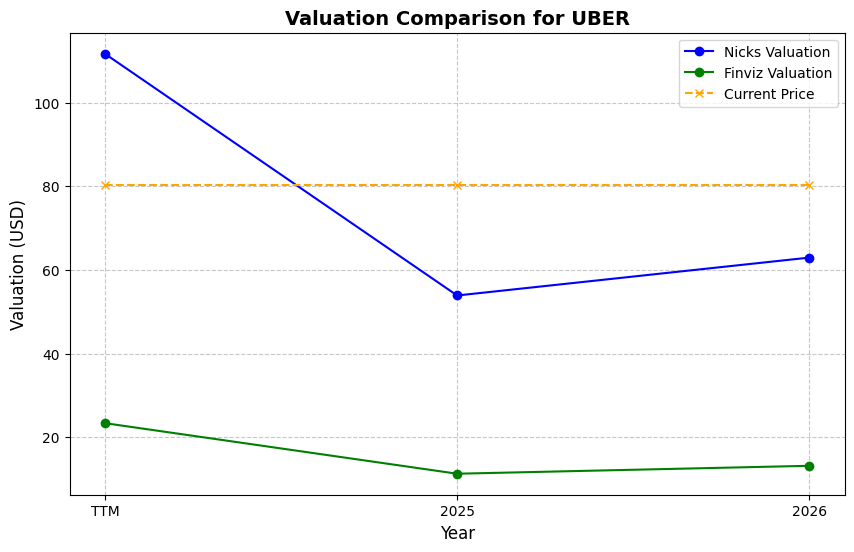 Valuation Comparison for UBER
Nicks Valuation
Finviz Valuation
Current Price
Valuation (USD)
100
80
60
40
20
TTM
2025
2026
Year